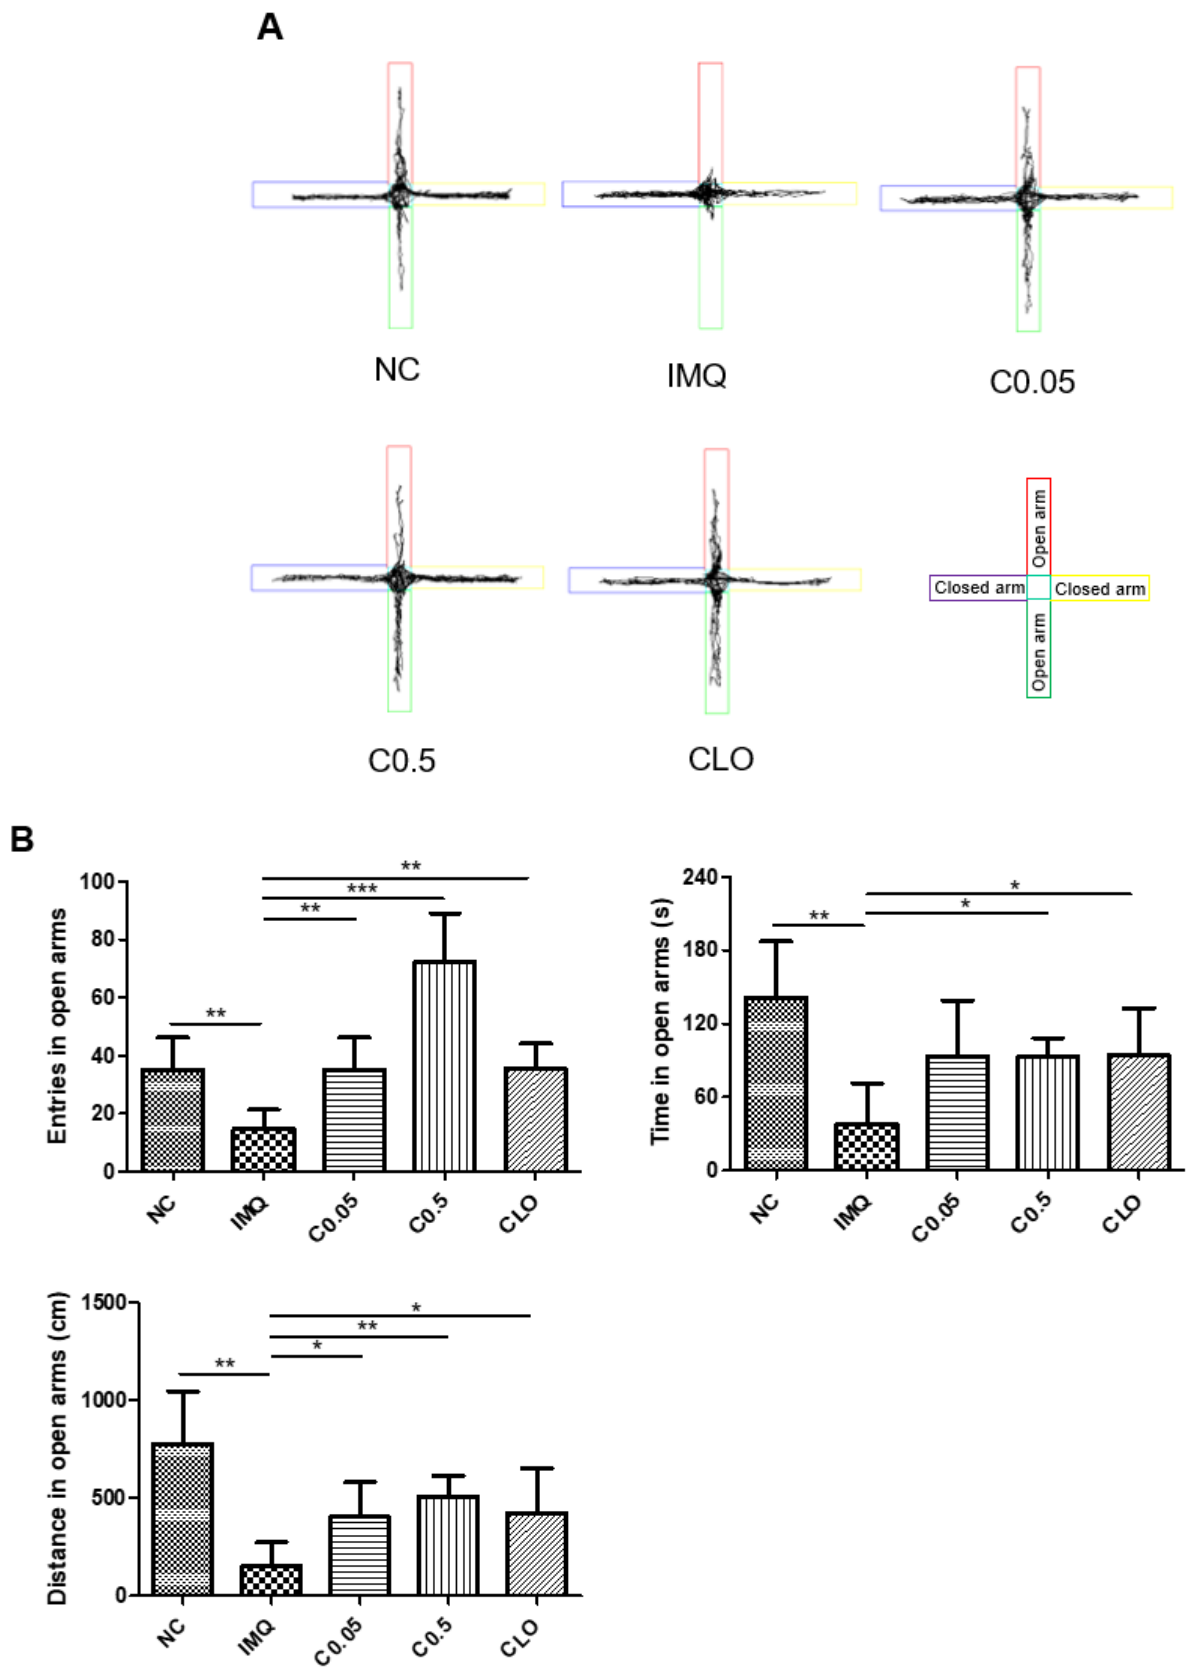 A
NC
IMQ
C0.05
C0.5
CLO
Open arm
Closed arm
Closed arm
Open arm
B
Entries in open arms
100
80
60
40
20
0
**
**
***
**
NC
IMQ
C0.05
C0.5
CLO
Time in open arms (s)
240
180
120
60
0
**
*
*
NC
IMQ
C0.05
C0.5
CLO
Distance in open arms (cm)
1500
1000
500
0
**
*
**
*
NC
IMQ
C0.05
C0.5
CLO